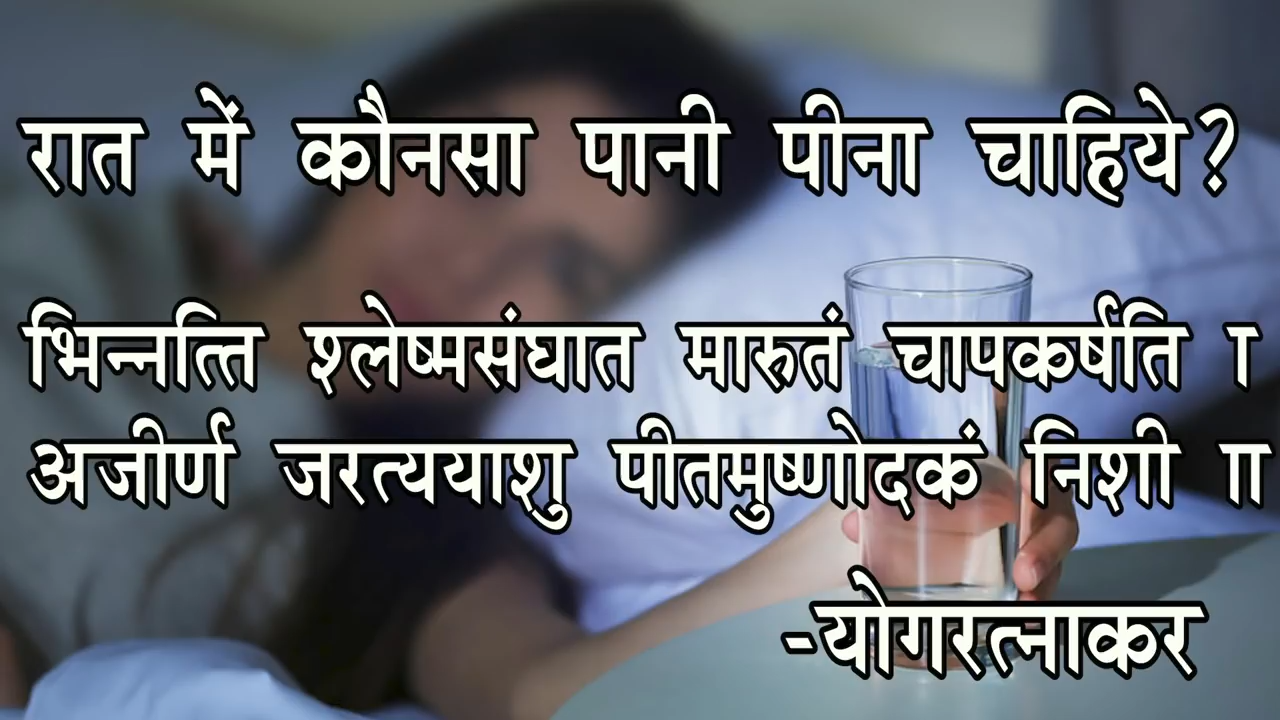 रात में कौनसा पानी पीना चाहिये?
भिन्नत्ति श्लेष्मसंघात मारुतं चापकर्षति ।
अजीर्ण जरत्ययाशु पीतमुष्णोदकं निशी ॥
-योगरत्नाकर